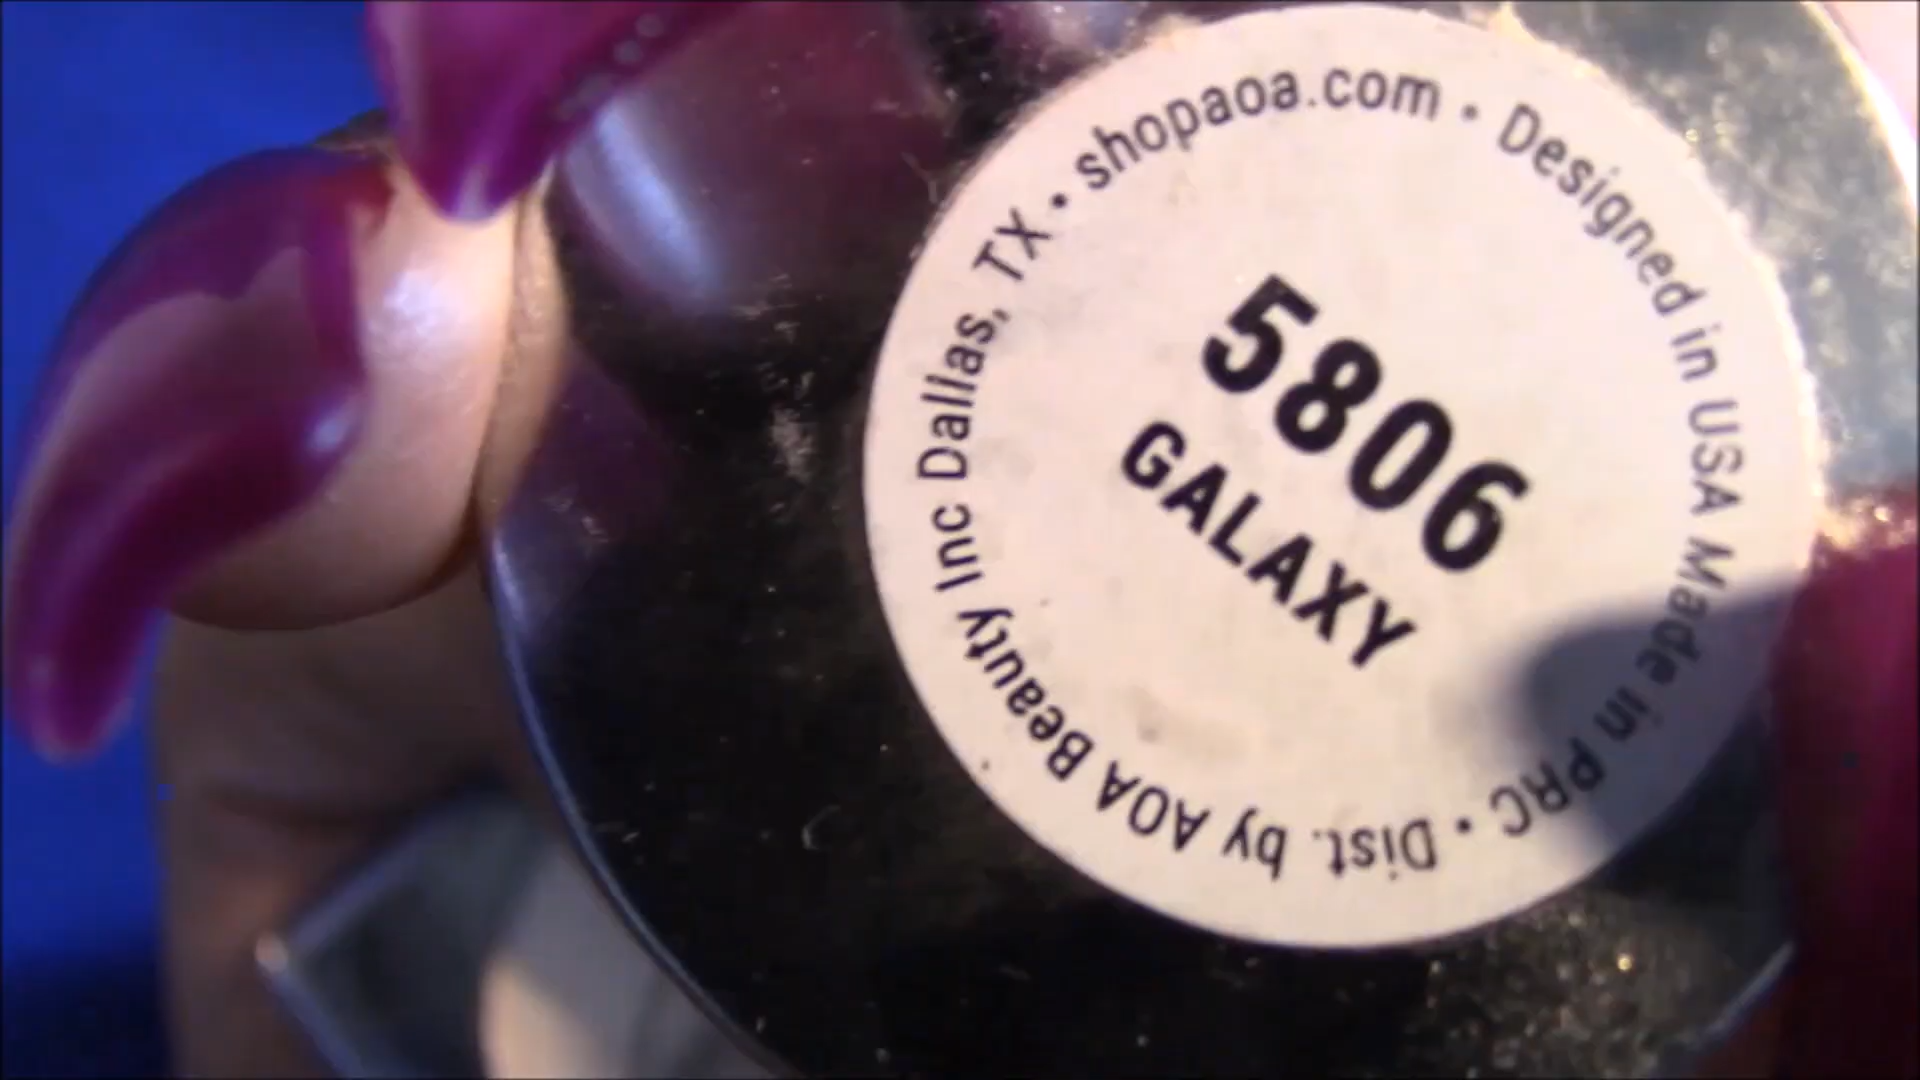 5806
GALAXY
shopaoa.com • Designed in USA Made in PRC • Dist. by AOA Beauty Inc Dallas, TX •